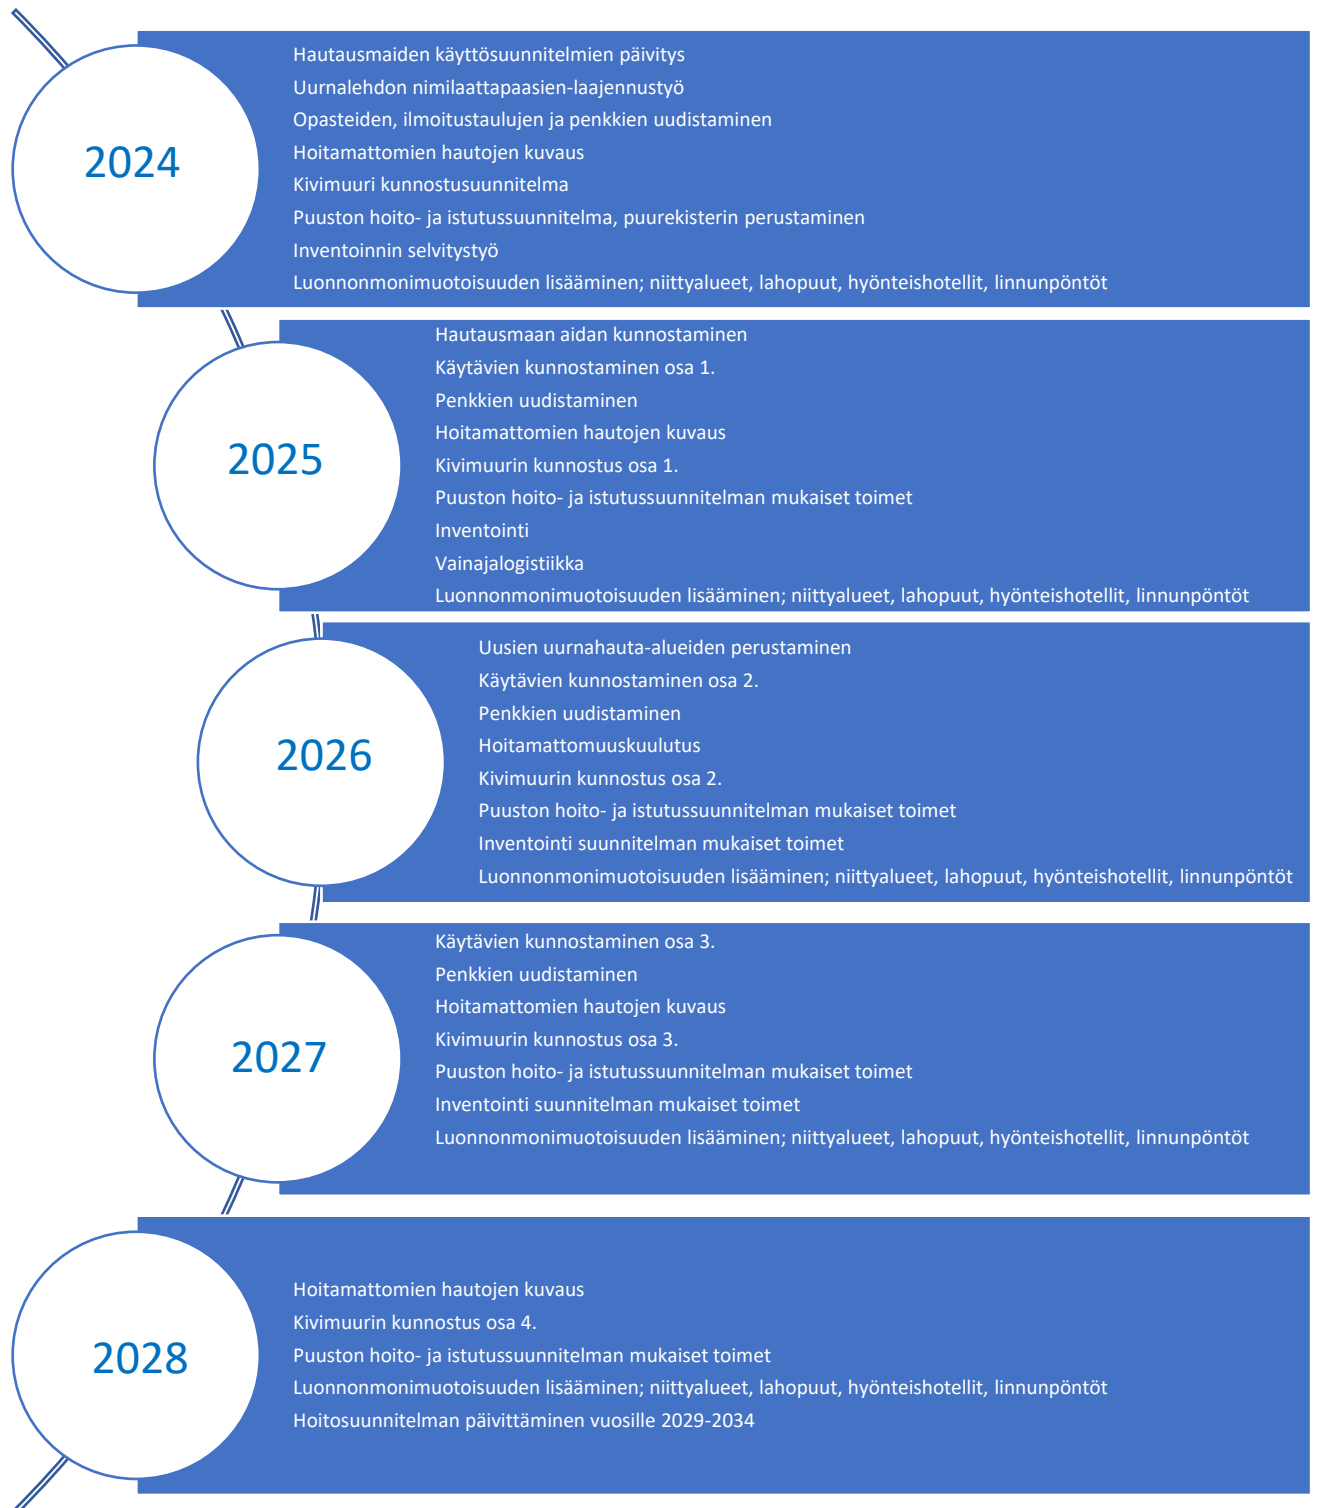 2024
Hautausmaiden käyttösuunnitelmien päivitys
Uurnalehdon nimilaattapaasien-laajennustyö
Opasteiden, ilmoitustaulujen ja penkkien uudistaminen
Hoitamattomien hautojen kuvaus
Kivimuuri kunnostusuunnitelma
Puuston hoito- ja istutussuunnitelma, puurekisterin perustaminen
Inventoinnin selvitystyö
Luonnonmonimuotoisuuden lisääminen; niittyalueet, lahopuut, hyönteishotellit, linnunpöntöt
2025
Hautausmaan aidan kunnostaminen
Käytävien kunnostaminen osa 1.
Penkkien uudistaminen
Hoitamattomien hautojen kuvaus
Kivimuurin kunnostus osa 1.
Puuston hoito- ja istutussuunnitelman mukaiset toimet
Inventointi
Vainajalogistiikka
Luonnonmonimuotoisuuden lisääminen; niittyalueet, lahopuut, hyönteishotellit, linnunpöntöt
2026
Uusien uurnahauta-alueiden perustaminen
Käytävien kunnostaminen osa 2.
Penkkien uudistaminen
Hoitamattomuuskuulutus
Kivimuurin kunnostus osa 2.
Puuston hoito- ja istutussuunnitelman mukaiset toimet
Inventointi suunnitelman mukaiset toimet
Luonnonmonimuotoisuuden lisääminen; niittyalueet, lahopuut, hyönteishotellit, linnunpöntöt
2027
Käytävien kunnostaminen osa 3.
Penkkien uudistaminen
Hoitamattomien hautojen kuvaus
Kivimuurin kunnostus osa 3.
Puuston hoito- ja istutussuunnitelman mukaiset toimet
Inventointi suunnitelman mukaiset toimet
Luonnonmonimuotoisuuden lisääminen; niittyalueet, lahopuut, hyönteishotellit, linnunpöntöt
2028
Hoitamattomien hautojen kuvaus
Kivimuurin kunnostus osa 4.
Puuston hoito- ja istutussuunnitelman mukaiset toimet
Luonnonmonimuotoisuuden lisääminen; niittyalueet, lahopuut, hyönteishotellit, linnunpöntöt
Hoitosuunnitelman päivittäminen vuosille 2029-2034